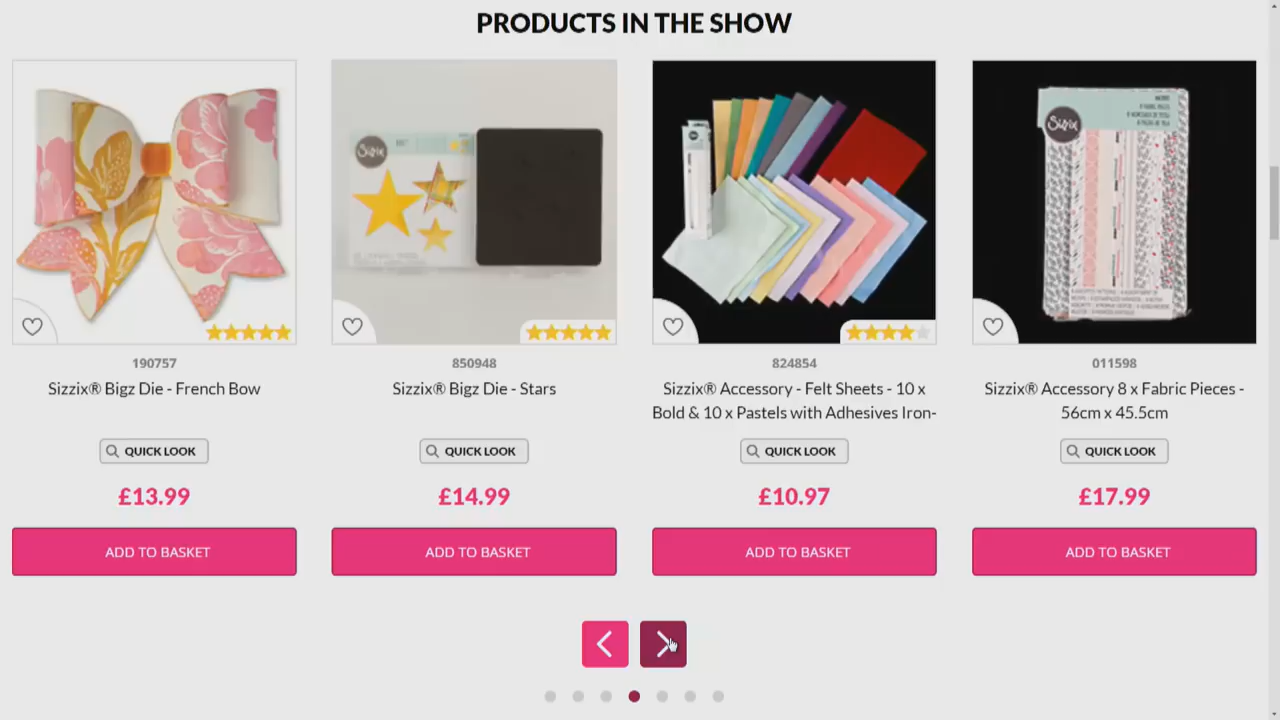 PRODUCTS IN THE SHOW
Sizzix
Sizzix
190757
850948
824854
011598
Sizzix® Bigz Die - French Bow
Sizzix® Bigz Die - Stars
Sizzix® Accessory - Felt Sheets - 10 x
Bold & 10 x Pastels with Adhesives Iron-
Sizzix® Accessory 8 x Fabric Pieces -
56cm x 45.5cm
QUICK LOOK
QUICK LOOK
QUICK LOOK
QUICK LOOK
£13.99
£14.99
£10.97
£17.99
ADD TO BASKET
ADD TO BASKET
ADD TO BASKET
ADD TO BASKET